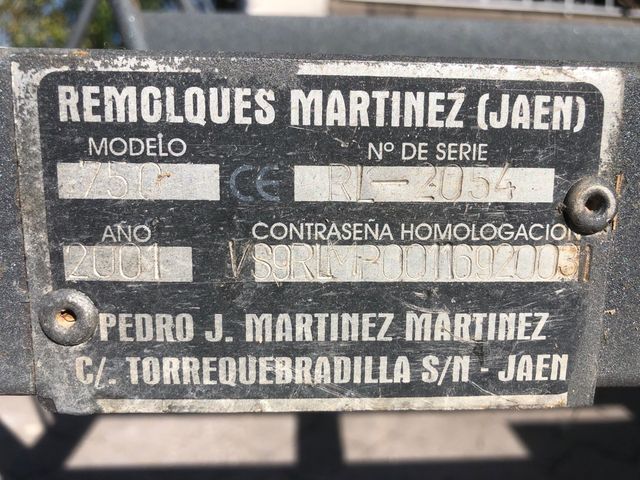 REMOLQUES MARTINEZ (JAEN)
MODELO Nº DE SERIE
750 CE RL-2054
AÑO CONTRASEÑA HOMOLOGACION
2001
PEDRO J. MARTINEZ MARTINEZ
C/. TORREQUEBRADILLA S/N - JAEN